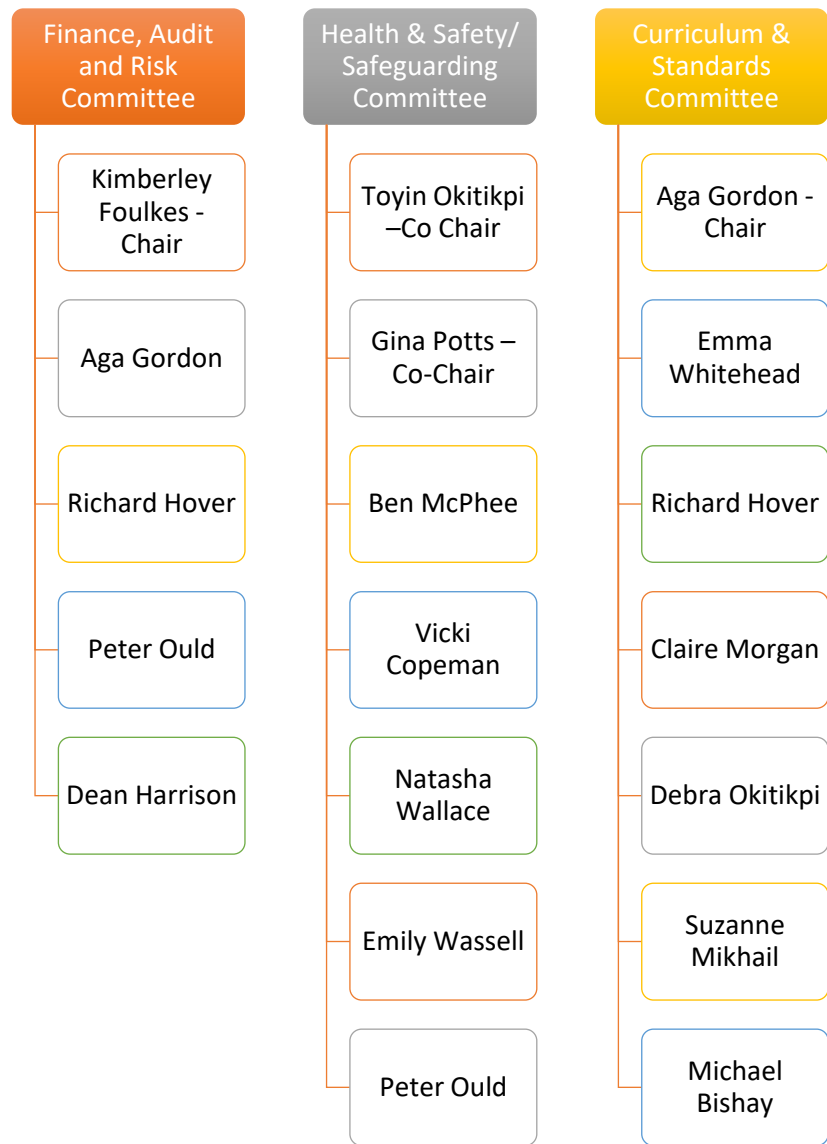 Finance, Audit
and Risk
Committee
Kimberley
Foulkes -
Chair
Aga Gordon
Richard Hover
Peter Ould
Dean Harrison
Health & Safety/
Safeguarding
Committee
Toyin Okitikpi
–Co Chair
Gina Potts –
Co-Chair
Ben McPhee
Vicki
Copeman
Natasha
Wallace
Emily Wassell
Peter Ould
Curriculum &
Standards
Committee
Aga Gordon -
Chair
Emma
Whitehead
Richard Hover
Claire Morgan
Debra Okitikpi
Suzanne
Mikhail
Michael
Bishay